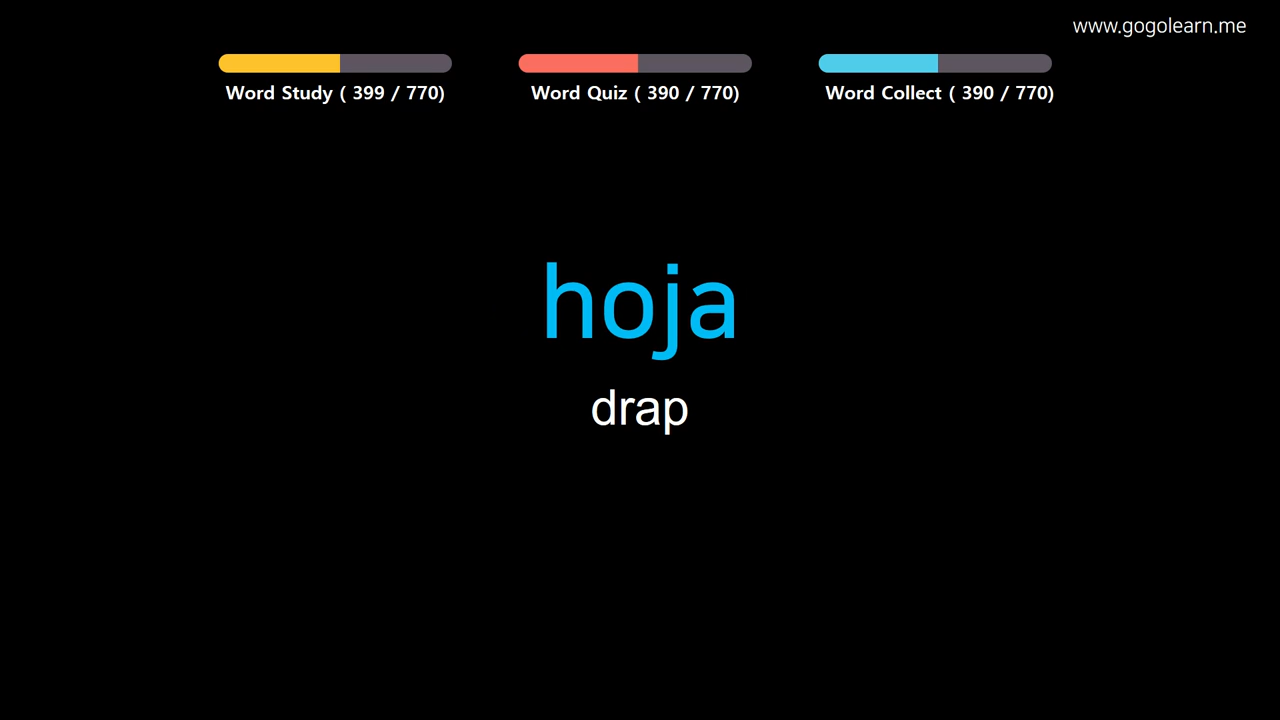 www.gogolearn.me
Word Study ( 399 / 770)
Word Quiz ( 390 / 770)
Word Collect ( 390 / 770)
hoja
drap